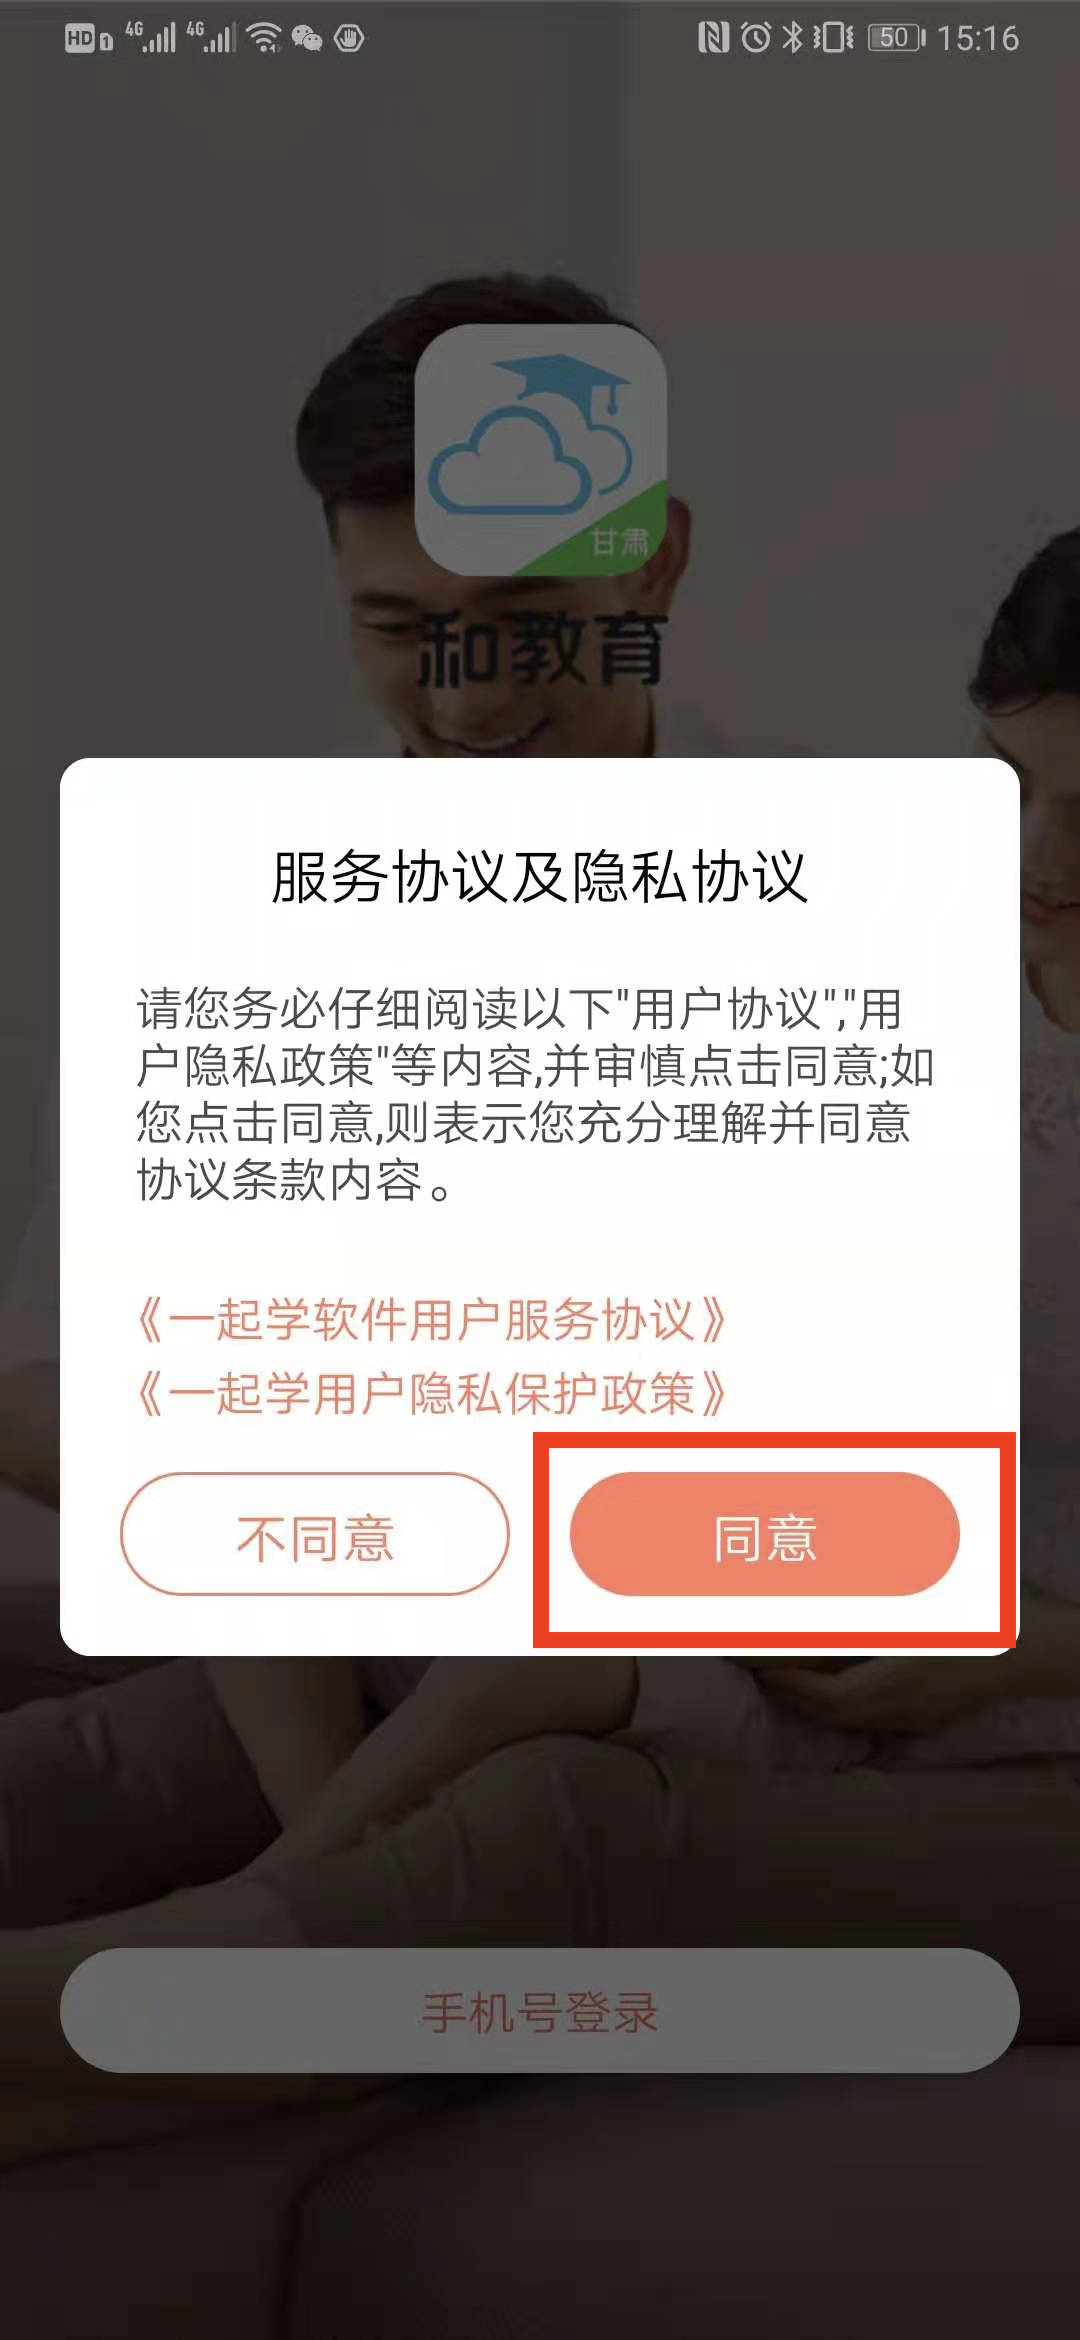 HD 1 4G 4G 50 15:16
甘肃
和教育
服务协议及隐私协议
请您务必仔细阅读以下"用户协议","用
户隐私政策"等内容,并审慎点击同意;如
您点击同意,则表示您充分理解并同意
协议条款内容。
《一起学软件用户服务协议》
《一起学用户隐私保护政策》
不同意 同意
手机号登录